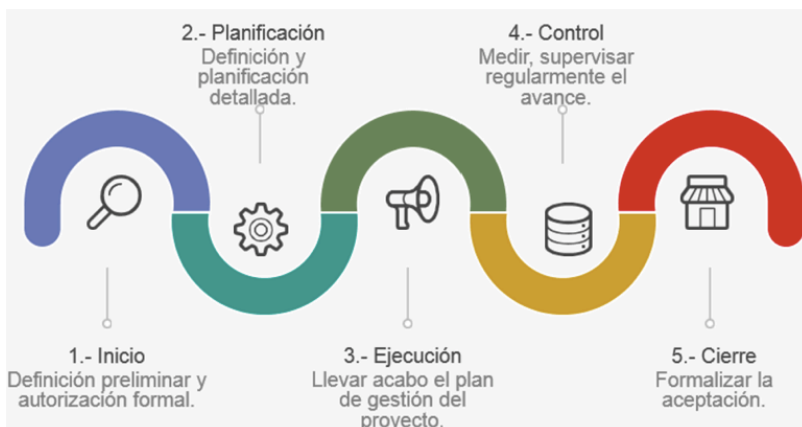 1.- Inicio
Definición preliminar y
autorización formal.
2.- Planificación
Definición y
planificación
detallada.
3.- Ejecución
Llevar acabo el plan
de gestión del
proyecto.
4.- Control
Medir, supervisar
regularmente el
avance.
5.- Cierre
Formalizar la
aceptación.